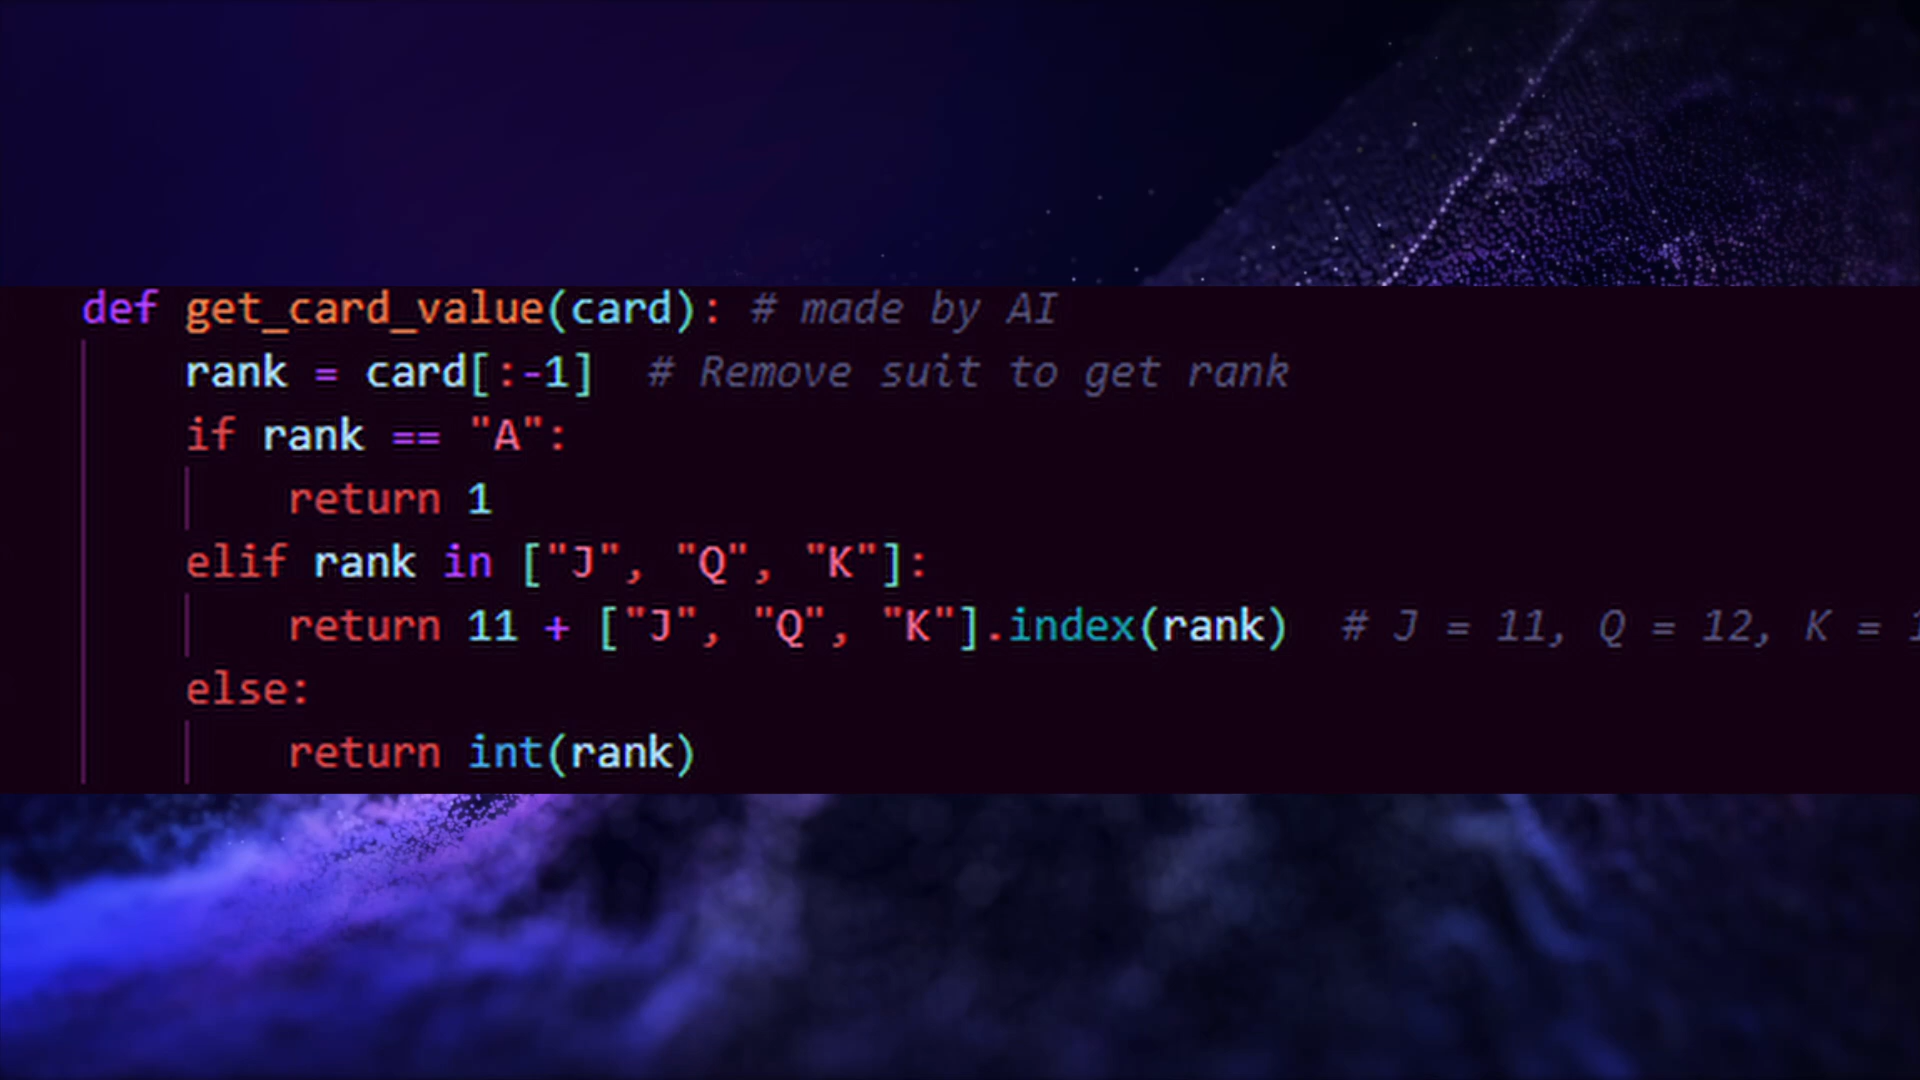 def get_card_value(card): # made by AI
rank = card[:-1]  # Remove suit to get rank
if rank == "A":
return 1
elif rank in ["J", "Q", "K"]:
return 11 + ["J", "Q", "K"].index(rank)  # J = 11, Q = 12, K =
else:
return int(rank)